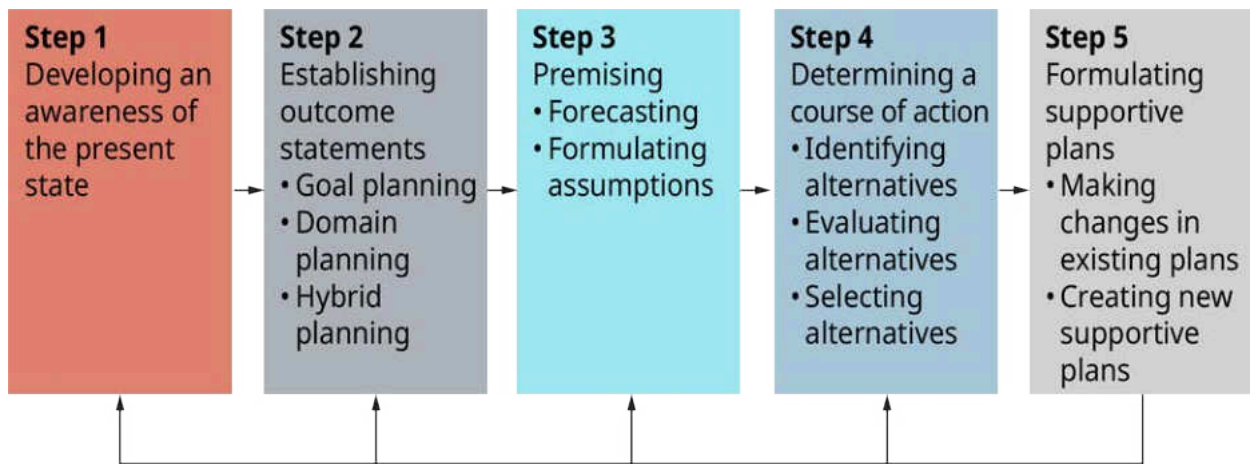 Step 1
Developing an
awareness of
the present
state
Step 2
Establishing
outcome
statements
• Goal planning
• Domain
planning
• Hybrid
planning
Step 3
Premising
• Forecasting
• Formulating
assumptions
Step 4
Determining a
course of action
• Identifying
alternatives
• Evaluating
alternatives
• Selecting
alternatives
Step 5
Formulating
supportive
plans
• Making
changes in
existing plans
• Creating new
supportive
plans